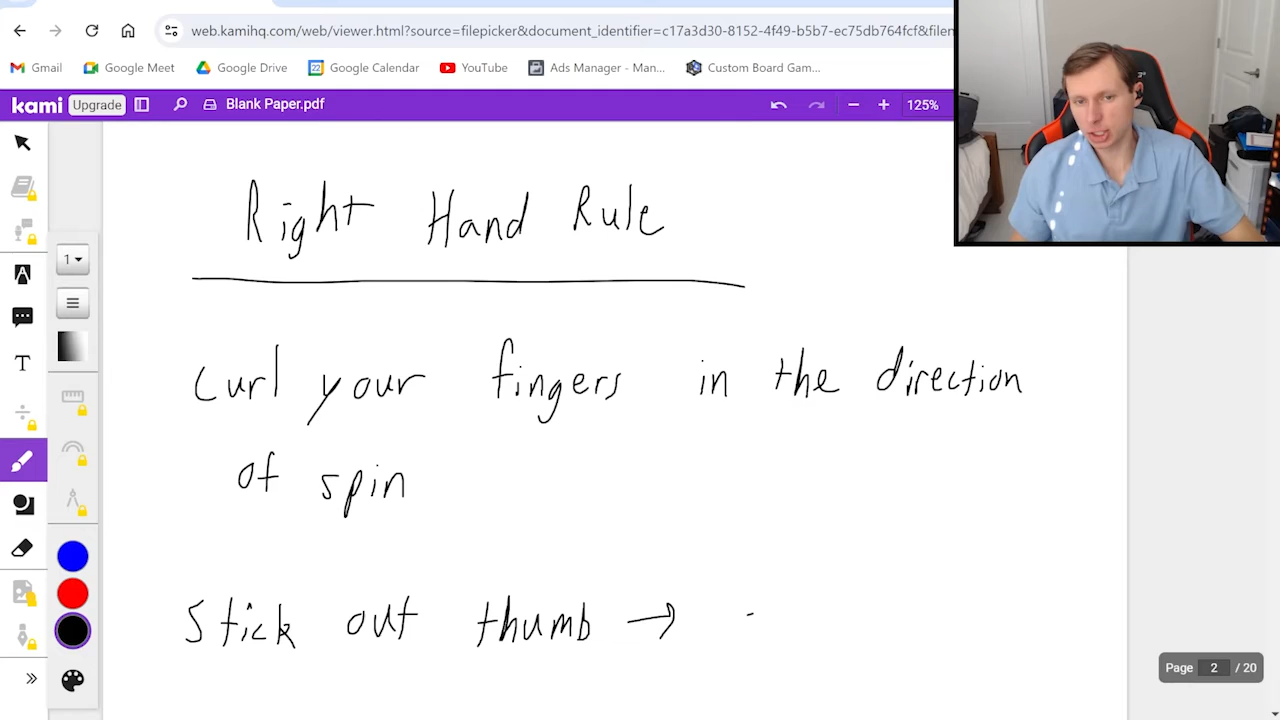 web.kamihq.com/web/viewer.html?source=filepicker&document_identifier=c17a3d30-8152-4f49-b5b7-ec75db764fcf&filen
Gmail Google Meet Google Drive 22 Google Calendar YouTube Ads Manager - Man... Custom Board Gam...
kami Upgrade Blank Paper.pdf 125%
Right Hand Rule
1
Curl your fingers in the direction
T
of spin
Stick out thumb →
Page 2 / 20